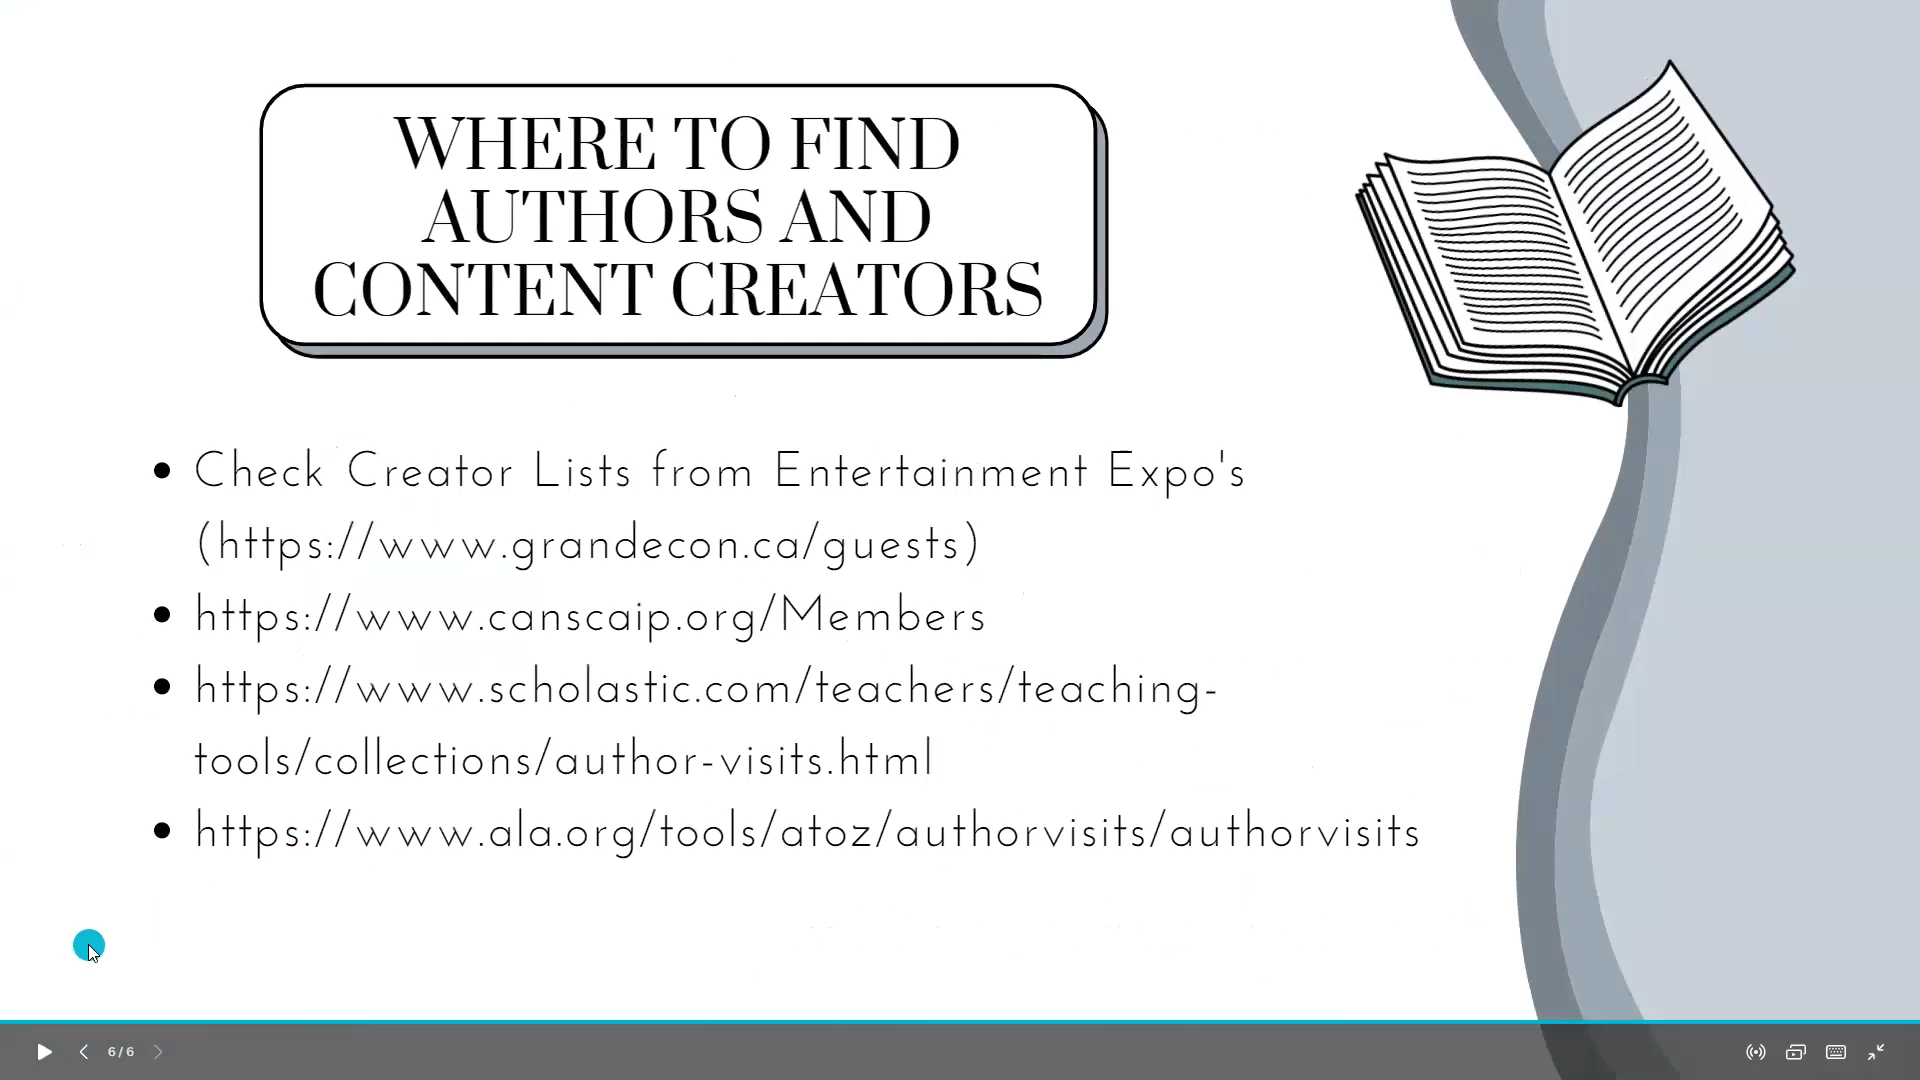 WHERE TO FIND
AUTHORS AND
CONTENT CREATORS
Check Creator Lists from Entertainment Expo's
(https://www.grandecon.ca/guests)
https://www.canscaip.org/Members
https://www.scholastic.com/teachers/teaching-
tools/collections/author-visits.html
https://www.ala.org/tools/atoz/authorvisits/authorvisits
6/6